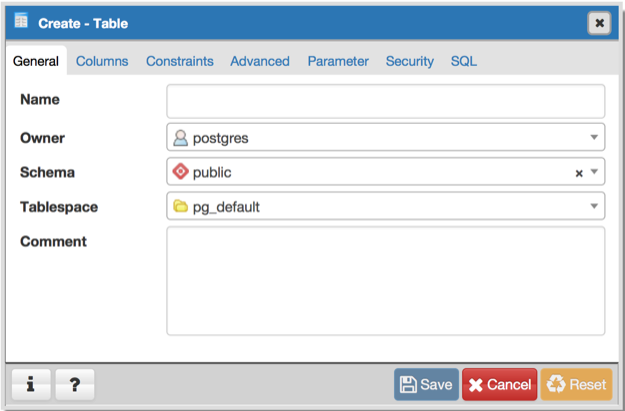 Create - Table
General Columns Constraints Advanced Parameter Security SQL
Name
Owner postgres
Schema public
Tablespace pg_default
Comment
i ? Save Cancel Reset